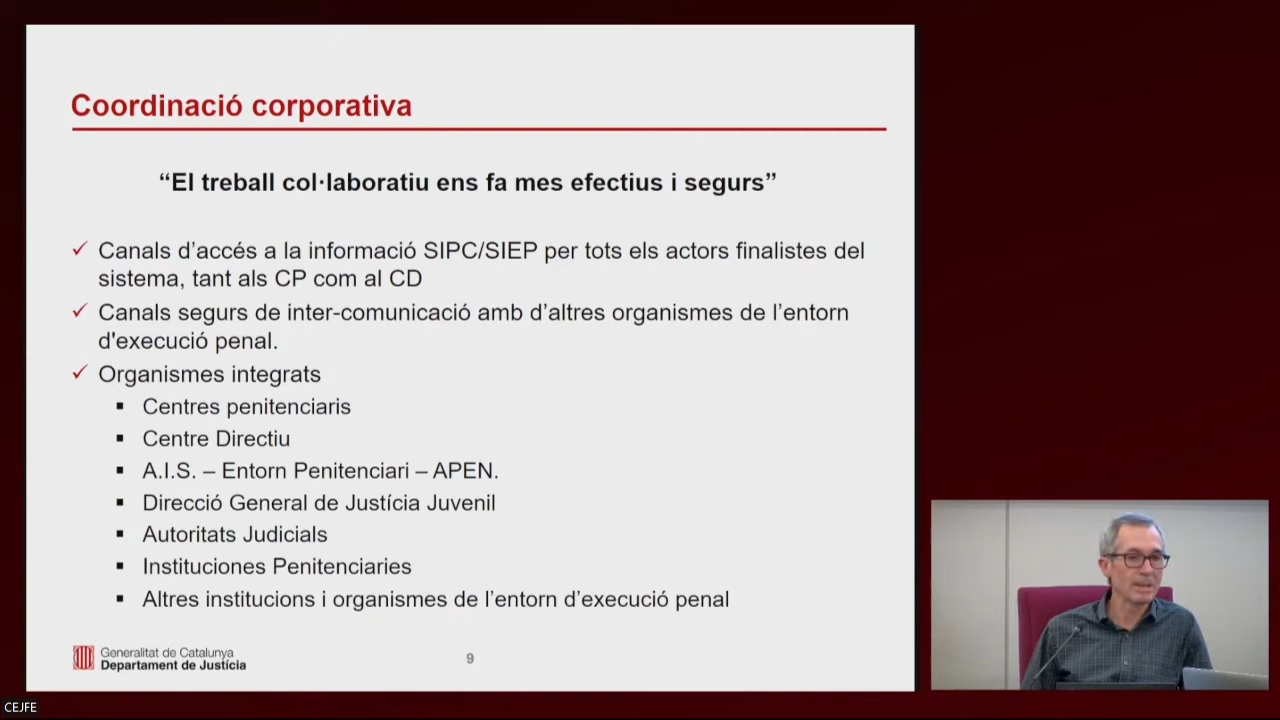 Coordinació corporativa
“El treball col·laboratiu ens fa mes efectius i segurs”
✓ Canals d’accés a la informació SIPC/SIEP per tots els actors finalistes del
sistema, tant als CP com al CD
✓ Canals segurs de inter-comunicació amb d’altres organismes de l’entorn
d'execució penal.
✓ Organismes integrats
▪ Centres penitenciaris
▪ Centre Directiu
▪ A.I.S. – Entorn Penitenciari – APEN.
▪ Direcció General de Justícia Juvenil
▪ Autoritats Judicials
▪ Instituciones Penitenciaries
▪ Altres institucions i organismes de l’entorn d’execució penal
Generalitat de Catalunya
Departament de Justícia
9
CEJFE